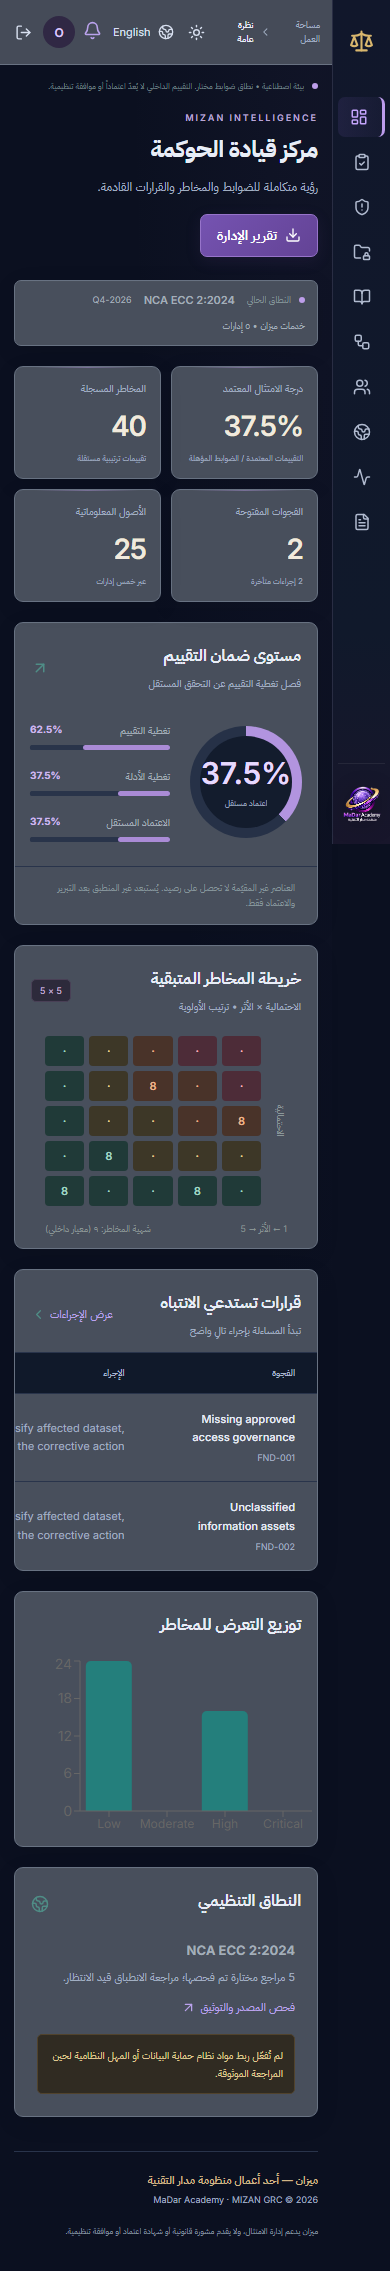 مساحة العمل
نظرة عامة
English
O
بيئة اصطناعية • نطاق ضوابط مختار. التقييم الداخلي لا يُعدّ اعتماداً أو موافقة تنظيمية.
MIZAN INTELLIGENCE
مركز قيادة الحوكمة
رؤية متكاملة للضوابط والمخاطر والقرارات القادمة.
تقرير الإدارة
النطاق الحالي NCA ECC 2:2024 Q4-2026
خدمات ميزان • ٥ إدارات
درجة الامتثال المعتمد
37.5%
التقييمات المعتمدة / الضوابط المؤهلة
المخاطر المسجلة
40
تقييمات ترتيبية مستقلة
الفجوات المفتوحة
2
2 إجراءات متأخرة
الأصول المعلوماتية
25
عبر خمس إدارات
مستوى ضمان التقييم
فصل تغطية التقييم عن التحقق المستقل
37.5%
اعتماد مستقل
تغطية التقييم 62.5%
تغطية الأدلة 37.5%
الاعتماد المستقل 37.5%
العناصر غير المقيّمة لا تحصل على رصيد. يُستبعد غير المنطبق بعد التبرير
والاعتماد فقط.
خريطة المخاطر المتبقية
5 × 5
الاحتمالية × الأثر • ترتيب الأولوية
8
8
8
8 8
الاحتمالية
1 ← الأثر → 5
شهية المخاطر: ٩ (معيار داخلي)
قرارات تستدعي الانتباه
تبدأ المساءلة بإجراء تالٍ واضح
عرض الإجراءات
الفجوة الإجراء
Missing approved
access governance
FND-001
sify affected dataset,
the corrective action
Unclassified
information assets
FND-002
sify affected dataset,
the corrective action
توزيع التعرض للمخاطر
24
18
12
6
0
Low Moderate High Critical
النطاق التنظيمي
NCA ECC 2:2024
5 مراجع مختارة تم فحصها؛ مراجعة الانطباق قيد الانتظار.
فحص المصدر والتوثيق
لم تُفعّل ربط مواد نظام حماية البيانات أو المهل النظامية لحين
المراجعة الموثوقة.
ميزان — أحد أعمال منظومة مدار التقنية
MaDar Academy · MIZAN GRC © 2026
ميزان يدعم إدارة الامتثال، ولا يقدم مشورة قانونية أو شهادة اعتماد أو موافقة تنظيمية.
MaDar Academy